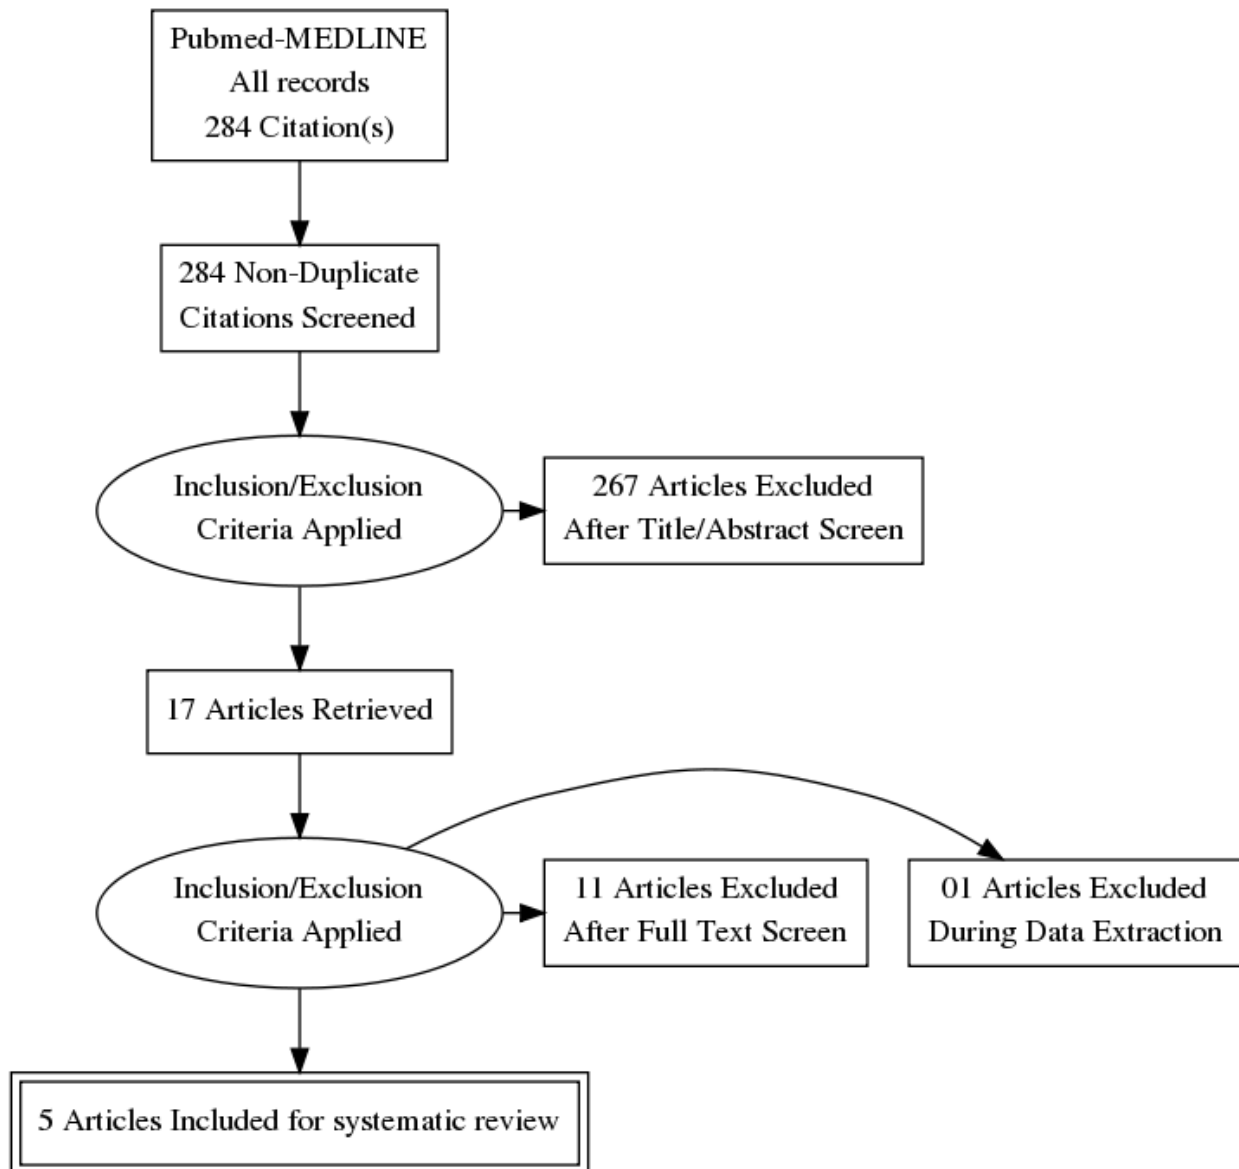 Pubmed-MEDLINE
All records
284 Citation(s)
284 Non-Duplicate
Citations Screened
Inclusion/Exclusion
Criteria Applied
267 Articles Excluded
After Title/Abstract Screen
17 Articles Retrieved
Inclusion/Exclusion
Criteria Applied
11 Articles Excluded
After Full Text Screen
01 Articles Excluded
During Data Extraction
5 Articles Included for systematic review